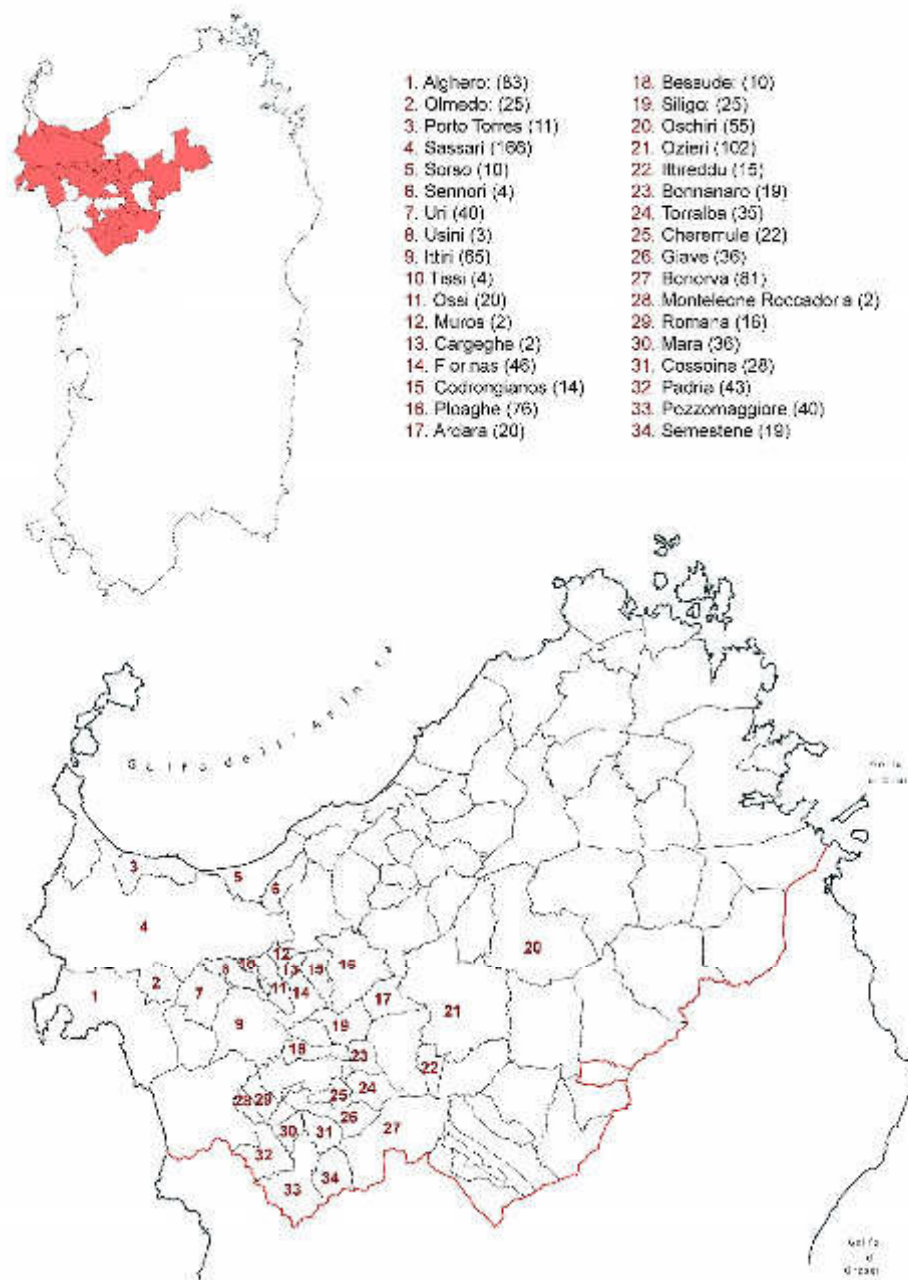 1. Alghero: (83)
2. Olmedo: (25)
3. Porto Torres (11)
4. Sassari (166)
5. Sorso (10)
6. Sennori (4)
7. Uri (40)
8. Usini (3)
9. Ittiri (65)
10. Tissi (4)
11. Ossi (20)
12. Muros (2)
13. Cargeghe (2)
14. Florinas (46)
15. Codrongianos (14)
16. Ploaghe (76)
17. Ardara (20)
18. Bessude: (10)
19. Siligo: (25)
20. Oschiri (55)
21. Ozieri (102)
22. Ittireddu (15)
23. Bonnanaro (19)
24. Torralba (35)
25. Cheremule (22)
26. Giave (36)
27. Bonorva (81)
28. Monteleone Roccadoria (2)
29. Romana (16)
30. Mara (36)
31. Cossoine (28)
32. Padria (43)
33. Pozzomaggiore (40)
34. Semestene (19)
Golfo dell'Asinara
3
5
6
4
20
12
8
10
13
15
16
1
2
7
11
14
17
21
9
19
18
23
22
24
28
29
25
26
27
30
31
32
33
34
Golfo
di
Orosei